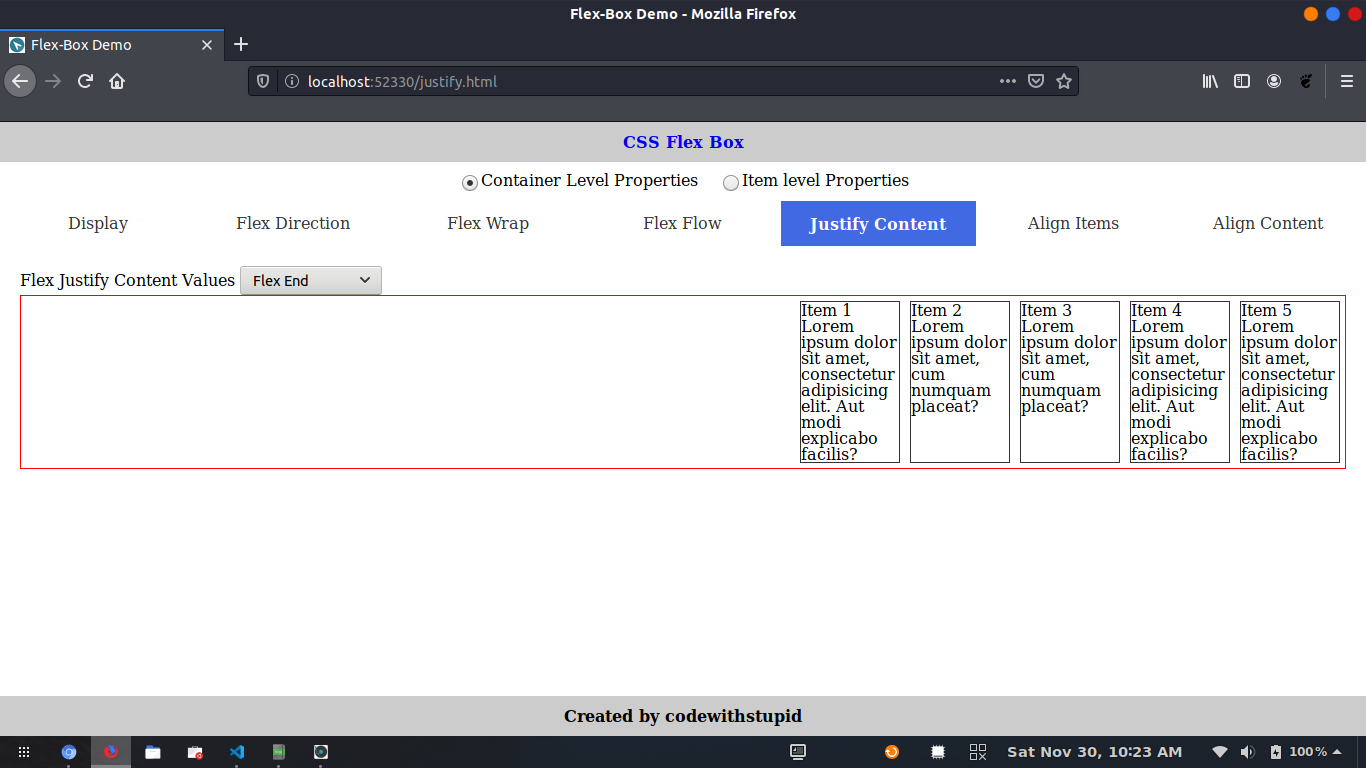 Flex-Box Demo - Mozilla Firefox
Flex-Box Demo
localhost:52330/justify.html
CSS Flex Box
Container Level Properties Item level Properties
Display Flex Direction Flex Wrap Flex Flow Justify Content Align Items Align Content
Flex Justify Content Values Flex End
Item 1
Lorem
ipsum dolor
sit amet,
consectetur
adipisicing
elit. Aut
modi
explicabo
facilis?
Item 2
Lorem
ipsum dolor
sit amet,
cum
numquam
placeat?
Item 3
Lorem
ipsum dolor
sit amet,
cum
numquam
placeat?
Item 4
Lorem
ipsum dolor
sit amet,
consectetur
adipisicing
elit. Aut
modi
explicabo
facilis?
Item 5
Lorem
ipsum dolor
sit amet,
consectetur
adipisicing
elit. Aut
modi
explicabo
facilis?
Created by codewithstupid
Sat Nov 30, 10:23 AM 100 %